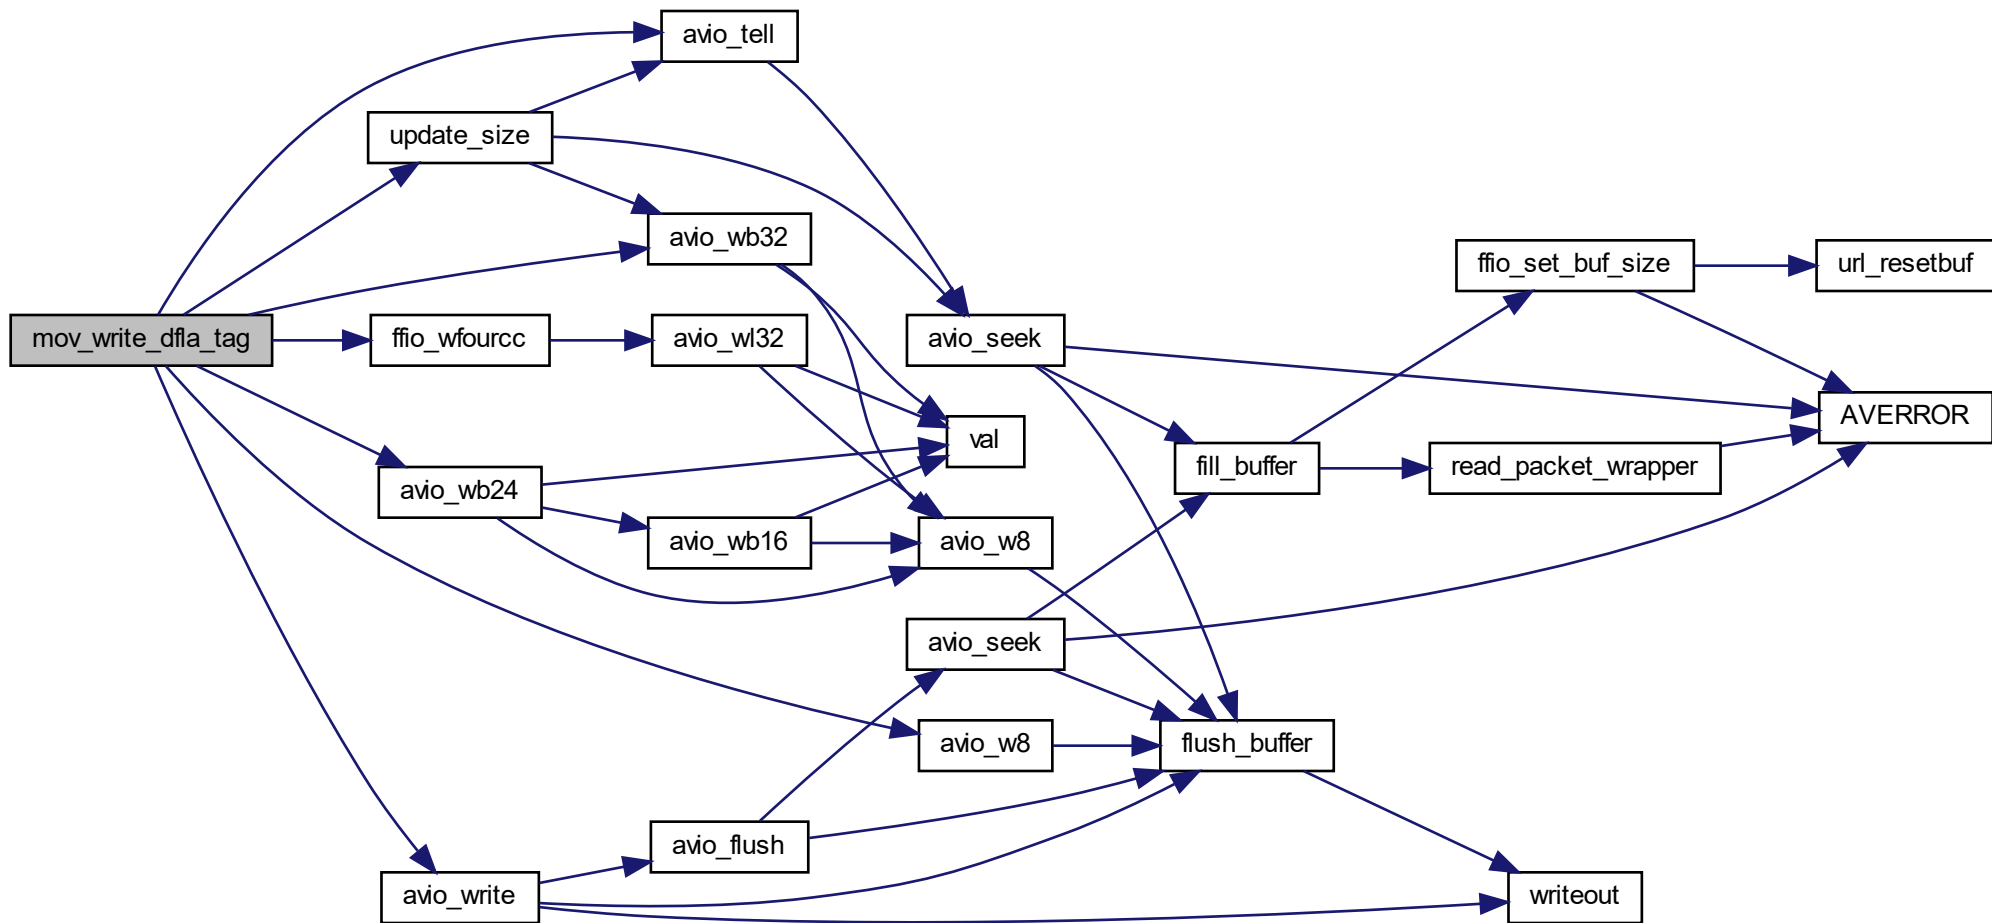 avio_tell
update_size
avio_wb32
ffio_set_buf_size
url_resetbuf
mov_write_dfla_tag
ffio_wfourcc
avio_wl32
avio_seek
AVERROR
val
fill_buffer
read_packet_wrapper
avio_wb24
avio_wb16
avio_w8
avio_seek
avio_w8
flush_buffer
avio_flush
avio_write
writeout